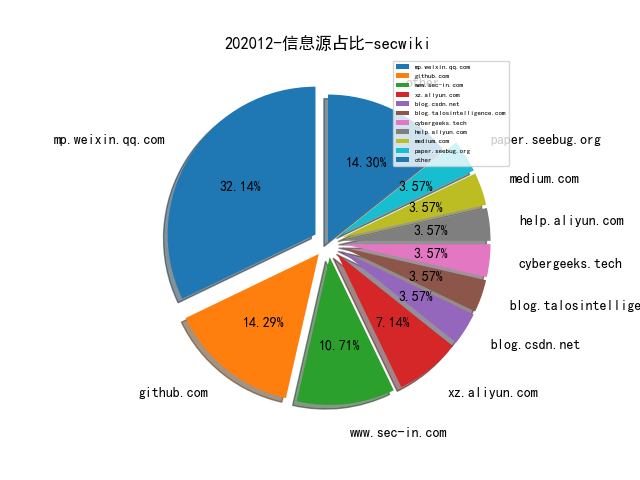 202012-信息源占比-secwiki
mp.weixin.qq.com
github.com
www.sec-in.com
xz.aliyun.com
blog.csdn.net
blog.talosintelligence.com
cybergeeks.tech
help.aliyun.com
medium.com
paper.seebug.org
other
other
paper.seebug.org
medium.com
help.aliyun.com
cybergeeks.tech
blog.talosintellige
blog.csdn.net
xz.aliyun.com
www.sec-in.com
github.com
mp.weixin.qq.com
32.14%
14.30%
3.57%
3.57%
3.57%
3.57%
3.57%
3.57%
7.14%
10.71%
14.29%